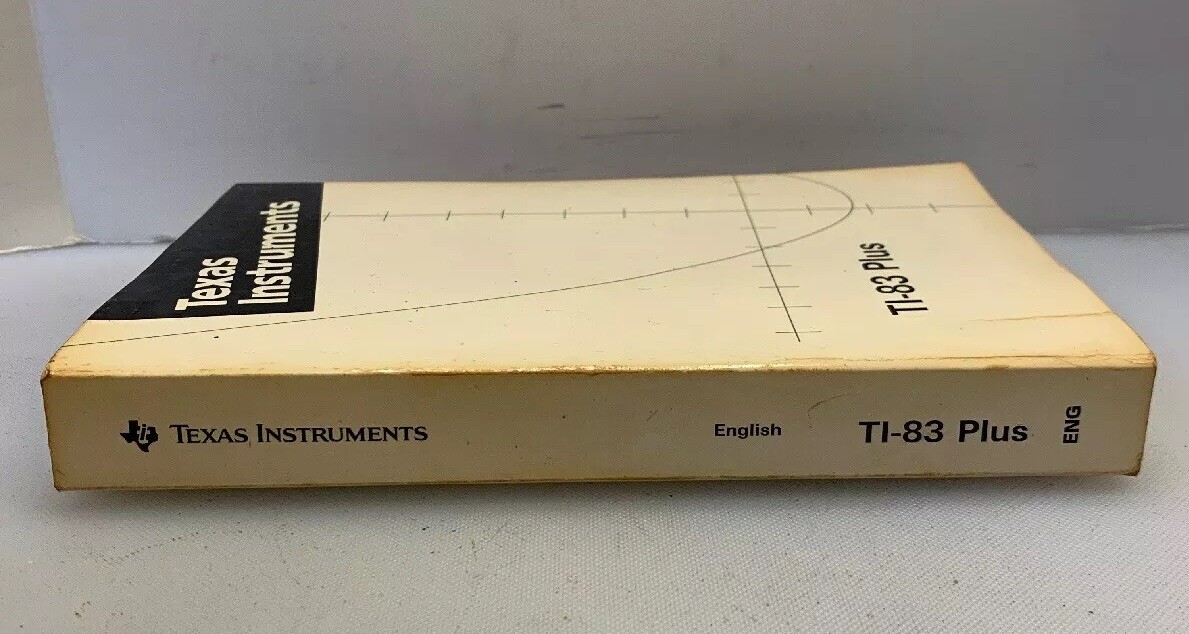 Texas
Instruments
TI-83 Plus
TEXAS INSTRUMENTS
English
TI-83 Plus
ENG